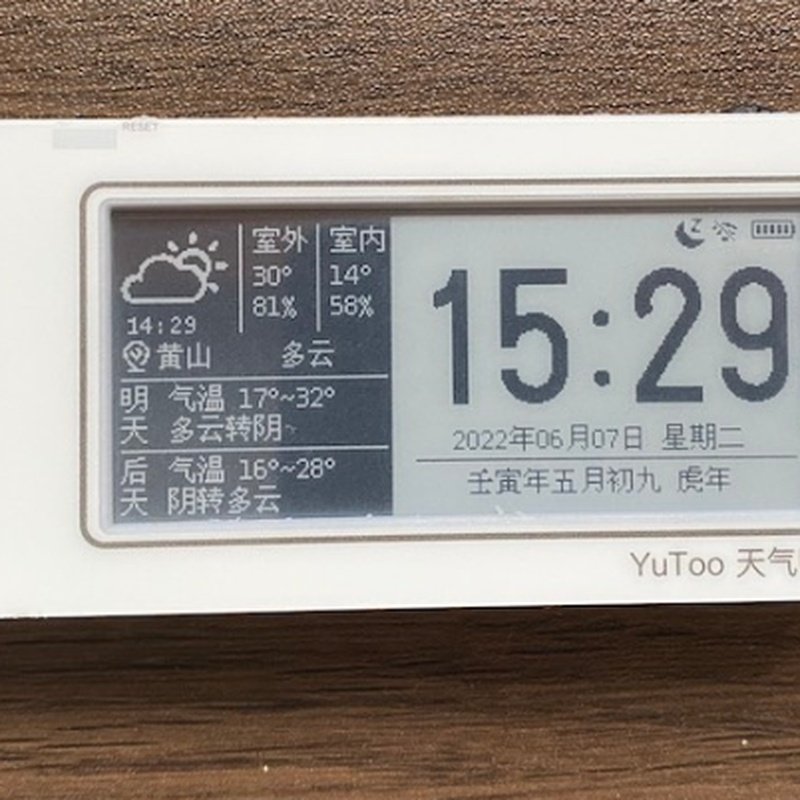 RESET
室外 室内
30° 14°
81% 58%
14:29
黄山 多云
明天 气温 17°~32°
多云转阴
后天 气温 16°~28°
阴转多云
Z
15:29
2022年06月07日 星期二
壬寅年五月初九 虎年
YuToo 天气